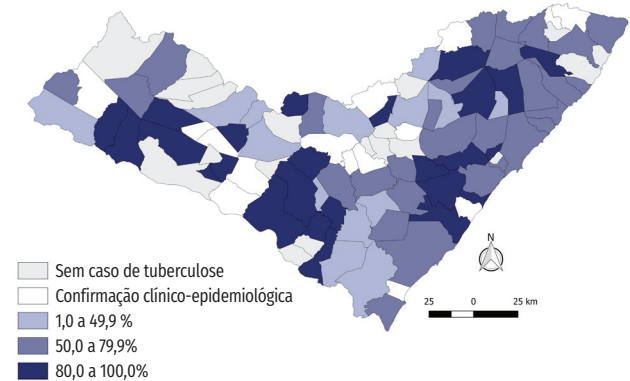 N
25 0 25 km
Sem caso de tuberculose
Confirmação clínico-epidemiológica
1,0 a 49,9 %
50,0 a 79,9%
80,0 a 100,0%